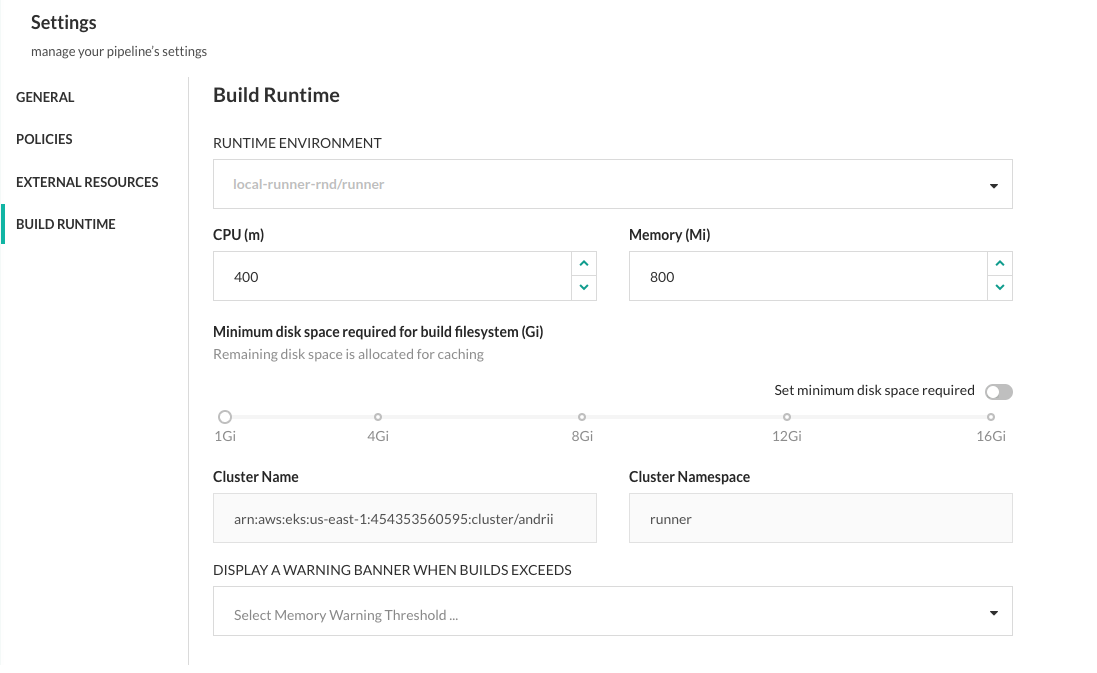 Settings
manage your pipeline's settings
GENERAL
POLICIES
EXTERNAL RESOURCES
BUILD RUNTIME
Build Runtime
RUNTIME ENVIRONMENT
local-runner-rnd/runner
CPU (m)
Memory (Mi)
400
800
Minimum disk space required for build filesystem (Gi)
Remaining disk space is allocated for caching
Set minimum disk space required
1Gi 4Gi 8Gi 12Gi 16Gi
Cluster Name
Cluster Namespace
arn:aws:eks:us-east-1:454353560595:cluster/andrii
runner
DISPLAY A WARNING BANNER WHEN BUILDS EXCEEDS
Select Memory Warning Threshold ...